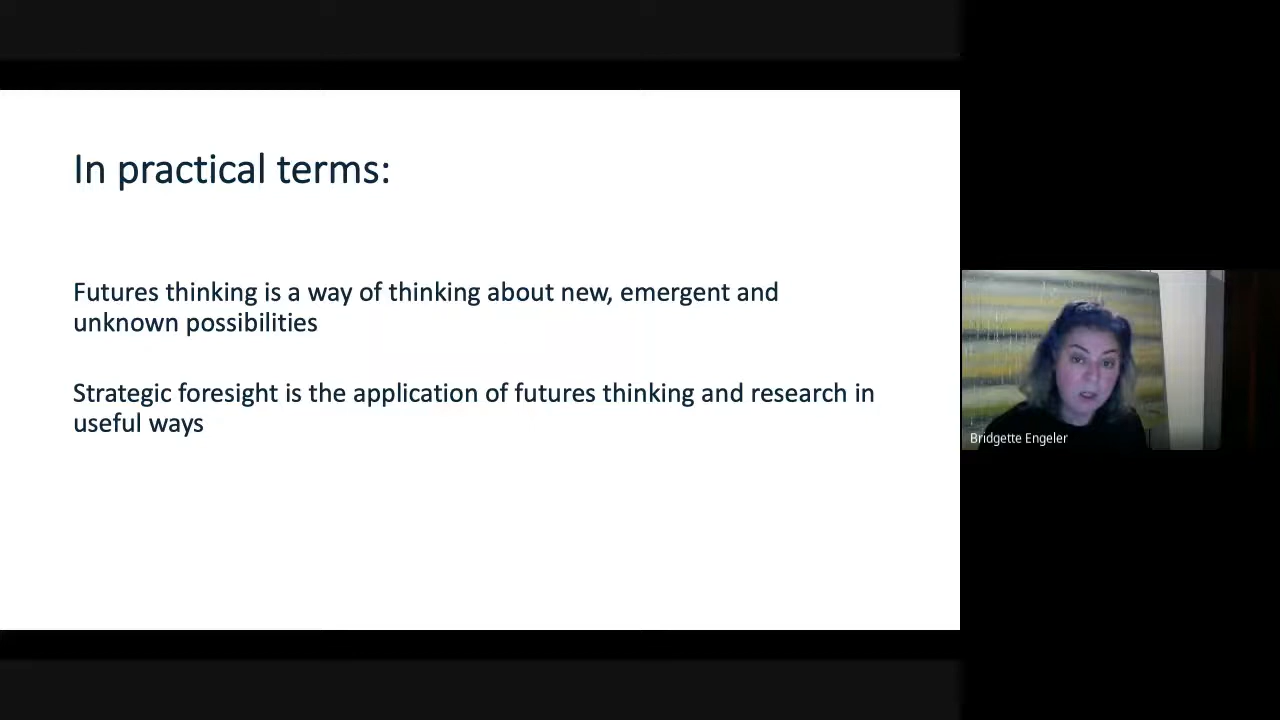 In practical terms:
Futures thinking is a way of thinking about new, emergent and
unknown possibilities
Strategic foresight is the application of futures thinking and research in
useful ways
Bridgette Engeler